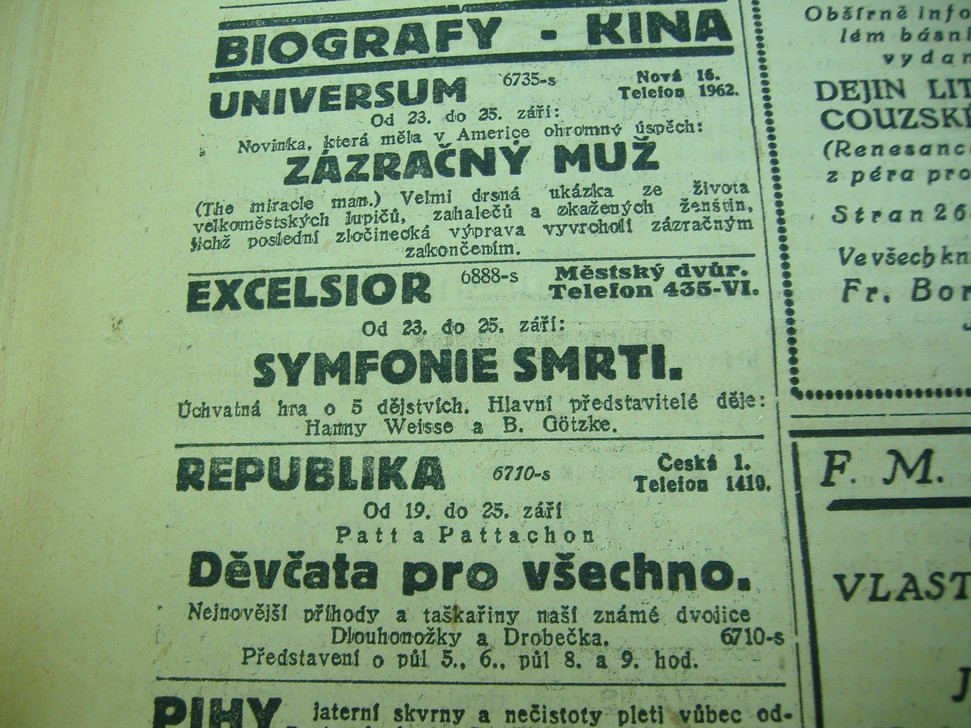 BIOGRAFY - KINA
UNIVERSUM 6735-s Nová 16.
Telefon 1962.
Od 23. do 25. září:
Novinka, která měla v Americe ohromný úspěch:
ZÁZRAČNÝ MUŽ
(The miracle man.) Velmi drsná ukázka ze života
velkoměstských lupičů, zahalečů a zkažených ženštin,
jichž poslední zločinecká výprava vyvrcholí zázračným
zakončením.
EXCELSIOR 6888-s Městský dvůr.
Telefon 435-VI.
Od 23. do 25. září:
SYMFONIE SMRTI.
Úchvatná hra o 5 dějstvích. Hlavní představitelé děje:
Hanny Weisse a B. Götzke.
REPUBLIKA 6710-s Česká 1.
Telefon 1410.
Od 19. do 25. září
Patt a Pattachon
Děvčata pro všechno.
Nejnovější příhody a taškařiny naší známé dvojice
Dlouhonožky a Drobečka. 6710-s
Představení o půl 5., 6., půl 8. a 9. hod.
PIHY jaterní skvrny a nečistoty pleti vůbec od-
Obšírně info
lém básni
vydan
DEJIN LIT
COUZSKI
(Renesanc
z péra pro
Stran 26
Ve všech kn
Fr. Bor
F. M.
VLAST
J